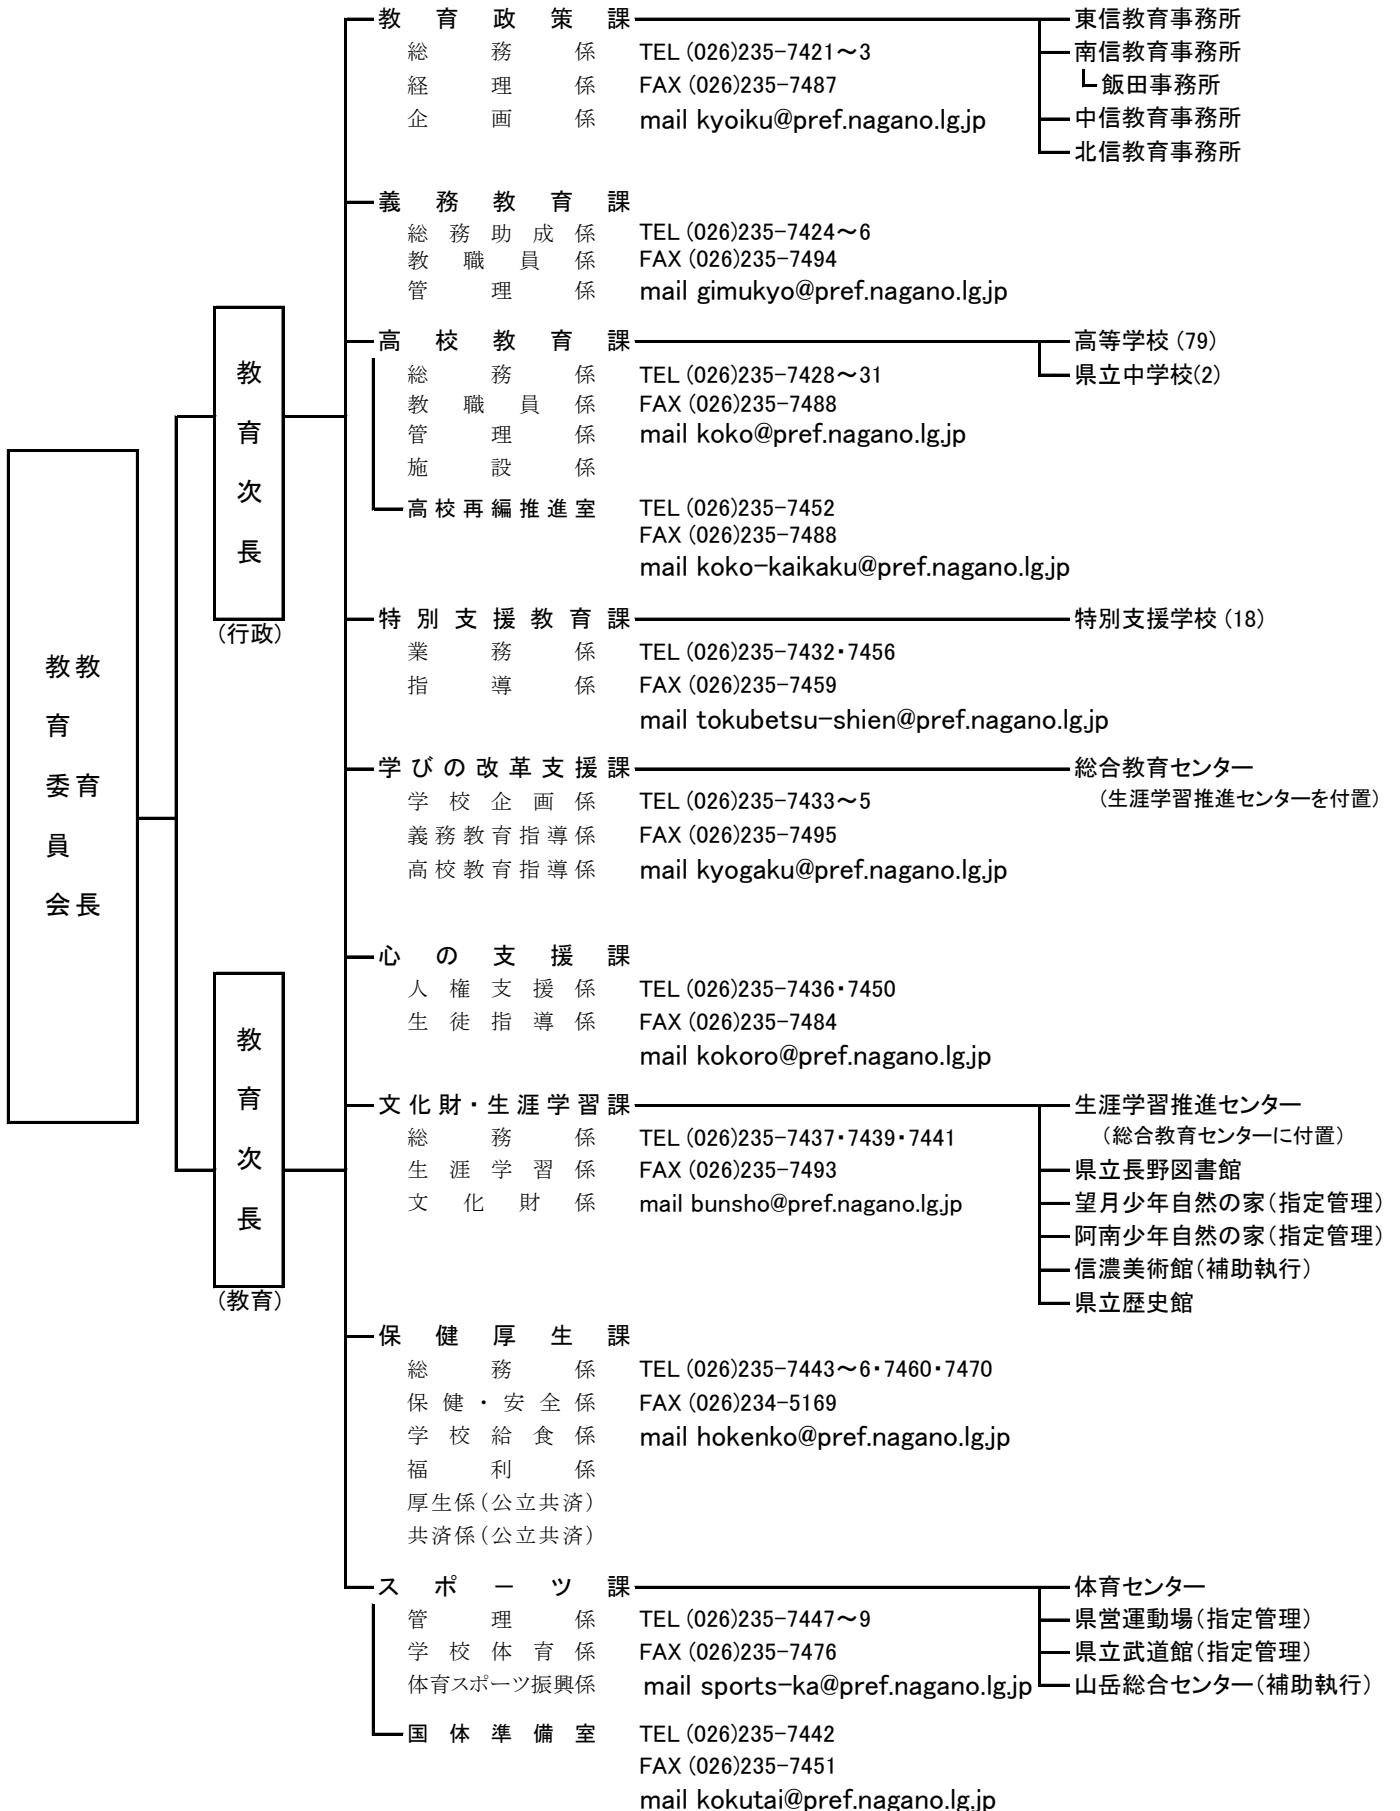 教育委員会
教育長
教育次長
(行政)
教育次長
(教育)
教育政策課
総務係 TEL (026)235-7421～3
経理係 FAX (026)235-7487
企画係 mail kyoiku@pref.nagano.lg.jp
東信教育事務所
南信教育事務所
飯田事務所
中信教育事務所
北信教育事務所
義務教育課
総務助成係 TEL (026)235-7424～6
教職員係 FAX (026)235-7494
管理係 mail gimukyo@pref.nagano.lg.jp
高校教育課
総務係 TEL (026)235-7428～31
教職員係 FAX (026)235-7488
管理係 mail koko@pref.nagano.lg.jp
施設係
高等学校 (79)
県立中学校(2)
高校再編推進室 TEL (026)235-7452
FAX (026)235-7488
mail koko-kaikaku@pref.nagano.lg.jp
特別支援教育課
業務係 TEL (026)235-7432・7456
指導係 FAX (026)235-7459
mail tokubetsu-shien@pref.nagano.lg.jp
特別支援学校 (18)
学びの改革支援課
学校企画係 TEL (026)235-7433～5
義務教育指導係 FAX (026)235-7495
高校教育指導係 mail kyogaku@pref.nagano.lg.jp
総合教育センター
(生涯学習推進センターを付置)
心の支援課
人権支援係 TEL (026)235-7436・7450
生徒指導係 FAX (026)235-7484
mail kokoro@pref.nagano.lg.jp
文化財・生涯学習課
総務係 TEL (026)235-7437・7439・7441
生涯学習係 FAX (026)235-7493
文化財係 mail bunsho@pref.nagano.lg.jp
生涯学習推進センター
(総合教育センターに付置)
県立長野図書館
望月少年自然の家(指定管理)
阿南少年自然の家(指定管理)
信濃美術館(補助執行)
県立歴史館
保健厚生課
総務係 TEL (026)235-7443～6・7460・7470
保健・安全係 FAX (026)234-5169
学校給食係 mail hokenko@pref.nagano.lg.jp
福利係
厚生係(公立共済)
共済係(公立共済)
スポーツ課
管理係 TEL (026)235-7447～9
学校体育係 FAX (026)235-7476
体育スポーツ振興係 mail sports-ka@pref.nagano.lg.jp
体育センター
県営運動場(指定管理)
県立武道館(指定管理)
山岳総合センター(補助執行)
国体準備室 TEL (026)235-7442
FAX (026)235-7451
mail kokutai@pref.nagano.lg.jp